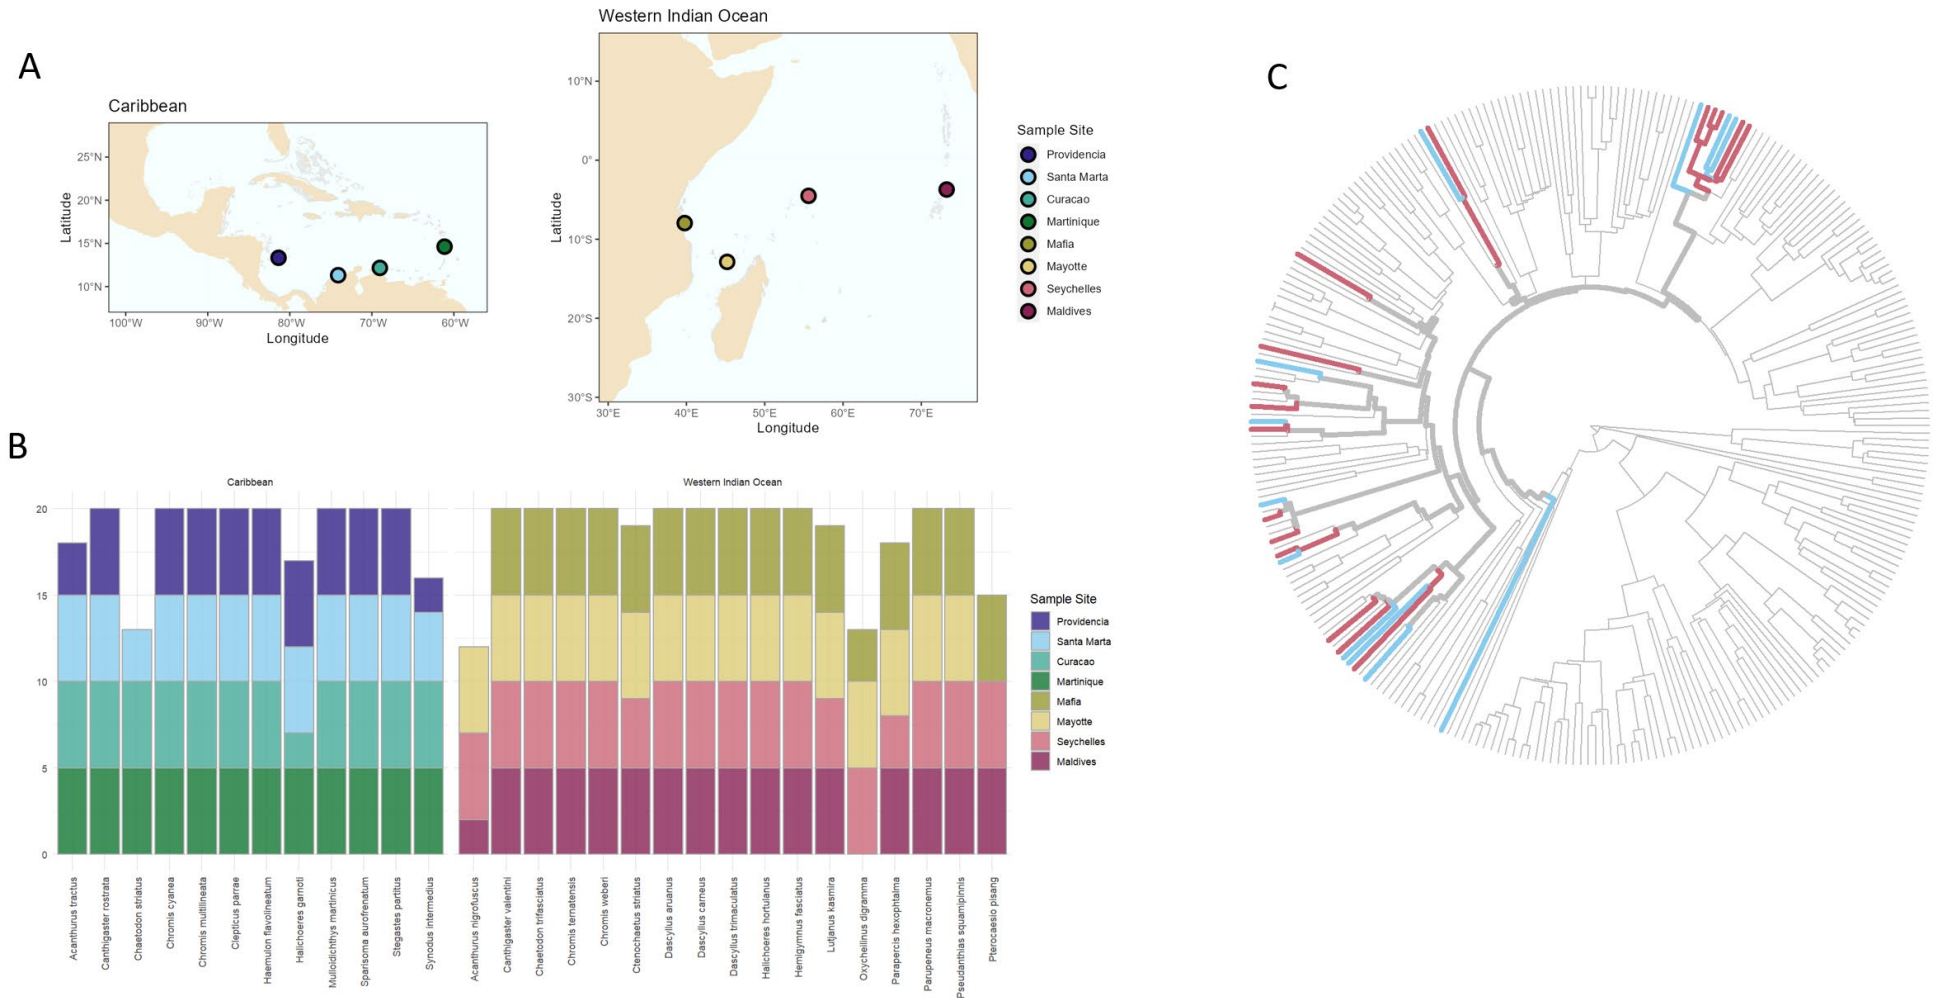 A
Caribbean
25°N
20°N
15°N
10°N
Latitude
100°W 90°W 80°W 70°W 60°W
Longitude
Western Indian Ocean
10°N
0°
10°S
20°S
30°S
Latitude
30°E 40°E 50°E 60°E 70°E
Longitude
Sample Site
Providencia
Santa Marta
Curacao
Martinique
Mafia
Mayotte
Seychelles
Maldives
B
Caribbean
Western Indian Ocean
20
15
10
5
0
Acanthurus tractus
Canthigaster rostrata
Chaetodon striatus
Chromis cyanea
Chromis multilineata
Clepticus parrae
Haemulon flavolineatum
Halichoeres garnoti
Mulloidichthys martinicus
Sparisoma aurofrenatum
Stegastes partitus
Synodus intermedius
Acanthurus nigrofuscus
Canthigaster valentini
Chaetodon trifasciatus
Chromis ternatensis
Chromis weberi
Ctenochaetus striatus
Dascyllus aruanus
Dascyllus carneus
Dascyllus trimaculatus
Halichoeres hortulanus
Hemigymnus fasciatus
Lutjanus kasmira
Oxycheilinus digramma
Parapercis hexophtalma
Parupeneus macronemus
Pseudanthias squamipinnis
Pterocaesio pisang
Sample Site
Providencia
Santa Marta
Curacao
Martinique
Mafia
Mayotte
Seychelles
Maldives
C